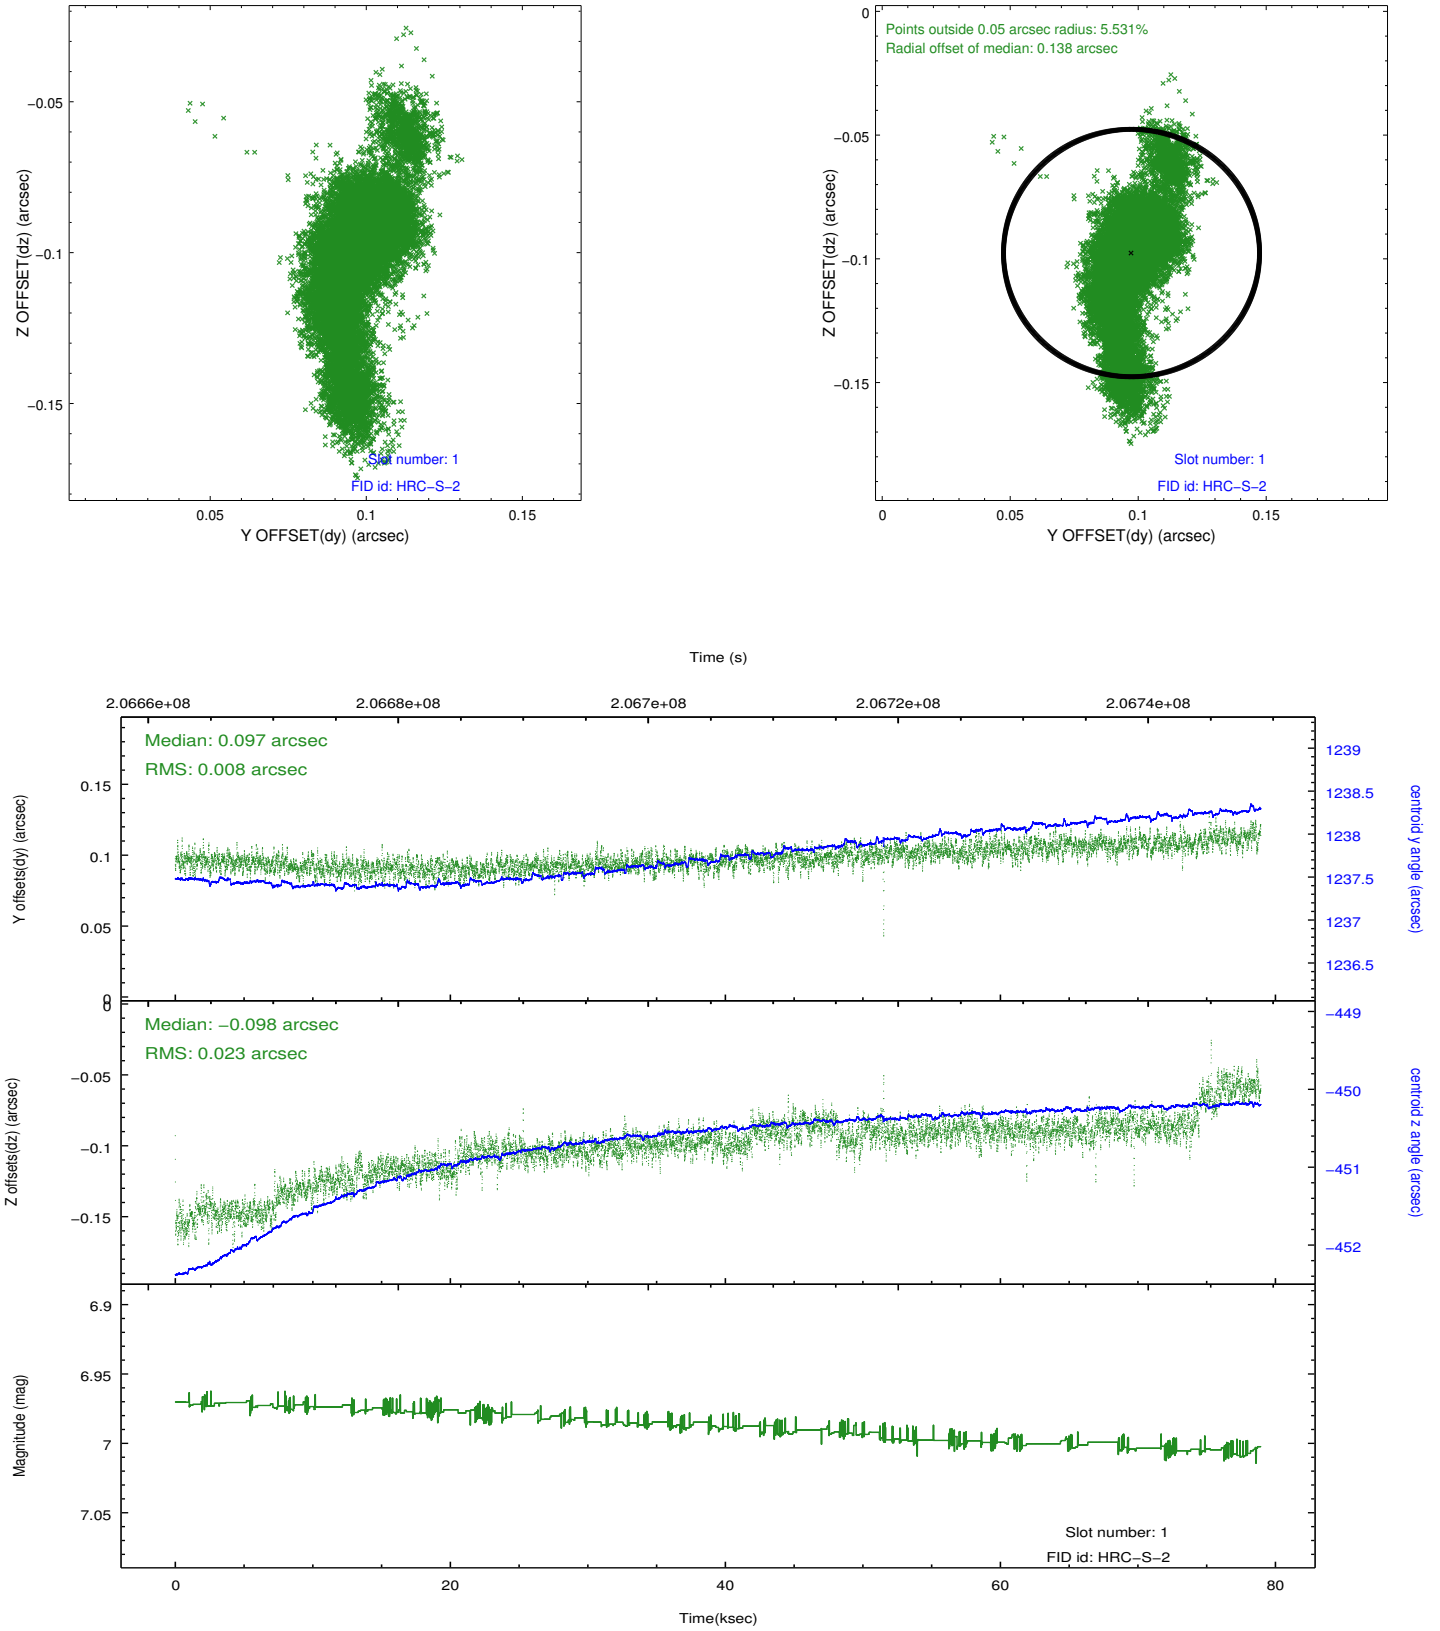 −0.05
−0.1
−0.15
Z OFFSET(dz) (arcsec)
Slot number: 1
FID id: HRC−S−2
0.05
0.1
0.15
Y OFFSET(dy) (arcsec)
Points outside 0.05 arcsec radius: 5.531%
Radial offset of median: 0.138 arcsec
0
−0.05
−0.1
−0.15
Z OFFSET(dz) (arcsec)
Slot number: 1
FID id: HRC−S−2
0
0.05
0.1
0.15
Y OFFSET(dy) (arcsec)
Time (s)
2.0666e+08
2.0668e+08
2.067e+08
2.0672e+08
2.0674e+08
Median: 0.097 arcsec
RMS: 0.008 arcsec
0.15
0.1
0.05
0
Y offsets(dy) (arcsec)
1239
1238.5
1238
1237.5
1237
1236.5
centroid y angle (arcsec)
Median: −0.098 arcsec
RMS: 0.023 arcsec
0
−0.05
−0.1
−0.15
Z offsets(dz) (arcsec)
−449
−450
−451
−452
centroid z angle (arcsec)
6.9
6.95
7
7.05
Magnitude (mag)
Slot number: 1
FID id: HRC−S−2
0
20
40
60
80
Time(ksec)